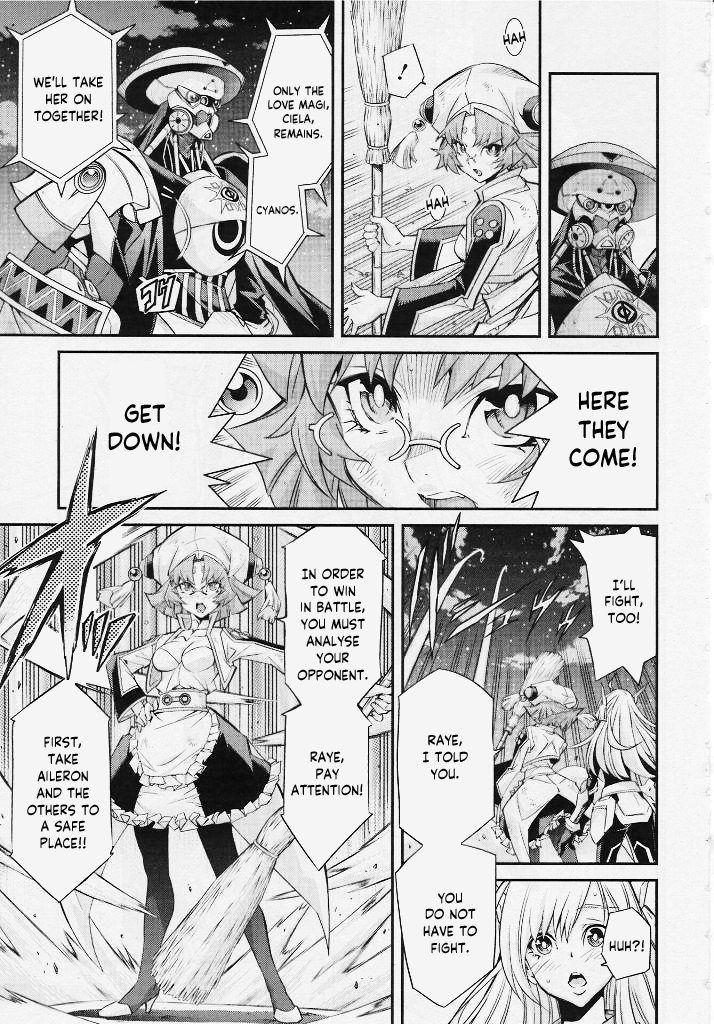 HAH
!
HAH
ONLY THE
LOVE MAGI,
CIELA,
REMAINS.
CYANOS.
WE'LL TAKE
HER ON
TOGETHER!
HERE
THEY
COME!
GET
DOWN!
I'LL
FIGHT,
TOO!
RAYE,
I TOLD
YOU.
YOU
DO NOT
HAVE TO
FIGHT.
HUH?!
IN ORDER
TO WIN
IN BATTLE,
YOU MUST
ANALYSE
YOUR
OPPONENT.
RAYE,
PAY
ATTENTION!
FIRST,
TAKE
AILERON
AND THE
OTHERS TO
A SAFE
PLACE!!